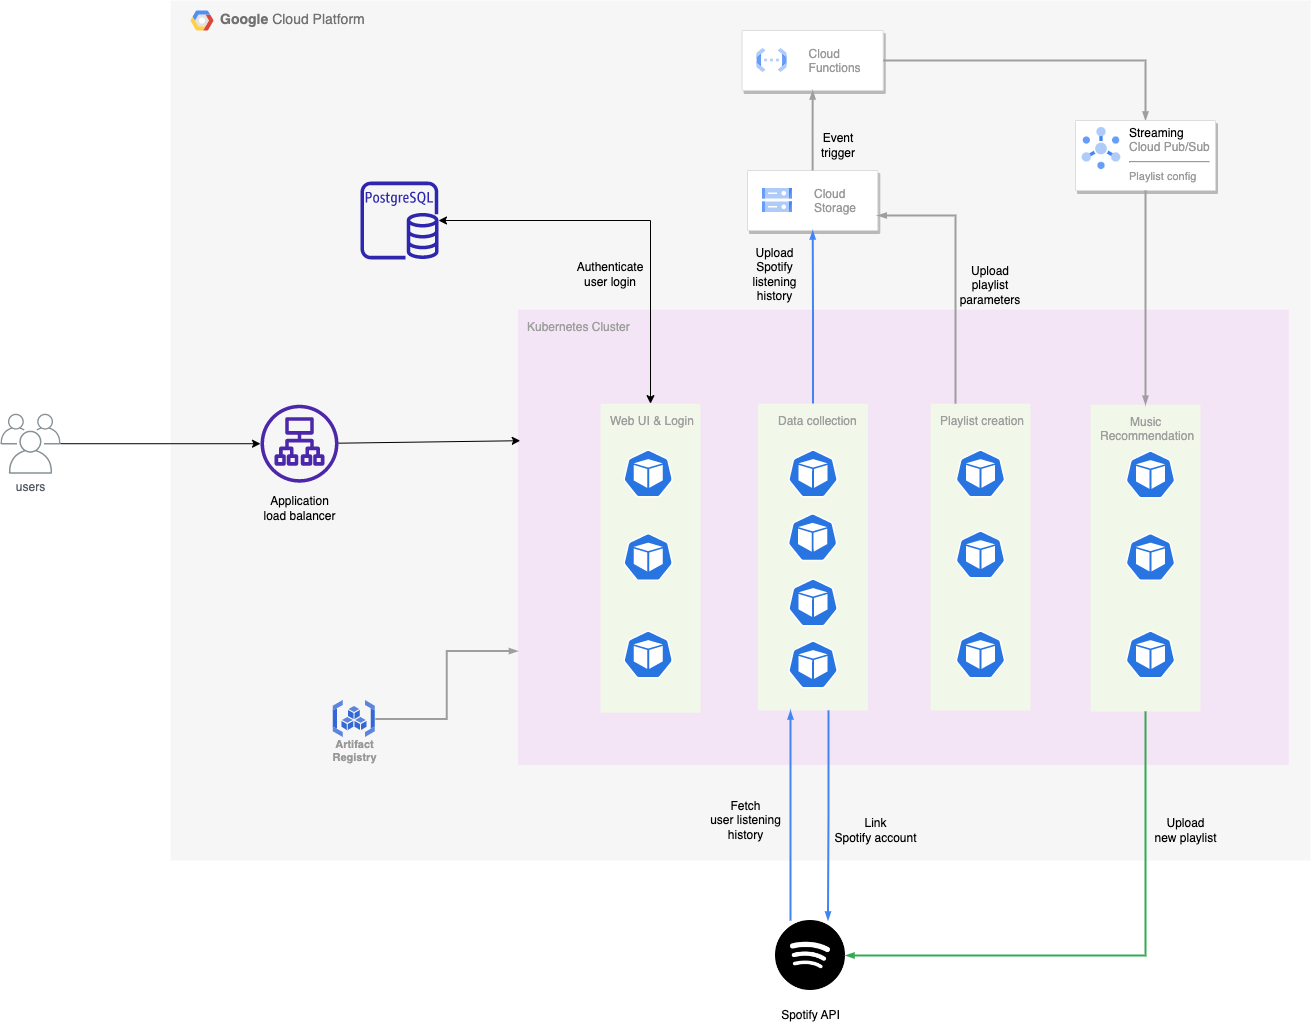 Google Cloud Platform
Cloud
Functions
Event
trigger
Streaming
Cloud Pub/Sub
Playlist config
PostgreSQL
Cloud
Storage
Authenticate
user login
Upload
Spotify
listening
history
Upload
playlist
parameters
Kubernetes Cluster
users
Application
load balancer
Web UI & Login
Data collection
Playlist creation
Music
Recommendation
Artifact
Registry
Fetch
user listening
history
Link
Spotify account
Upload
new playlist
Spotify API